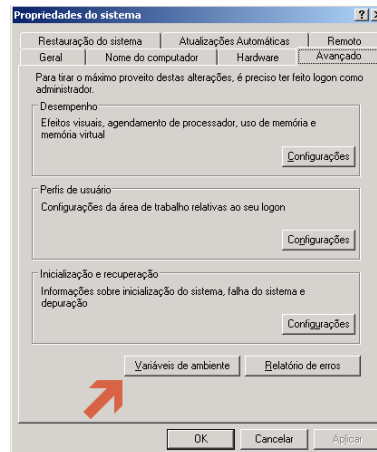 Propriedades do sistema
Restauração do sistema Atualizações Automáticas Remoto
Geral Nome do computador Hardware Avançado
Para tirar o máximo proveito destas alterações, é preciso ter feito logon como
administrador.
Desempenho
Efeitos visuais, agendamento de processador, uso de memória e
memória virtual
Configurações
Perfis de usuário
Configurações da área de trabalho relativas ao seu logon
Configurações
Inicialização e recuperação
Informações sobre inicialização do sistema, falha do sistema e
depuração
Configurações
Variáveis de ambiente Relatório de erros
OK Cancelar Aplicar